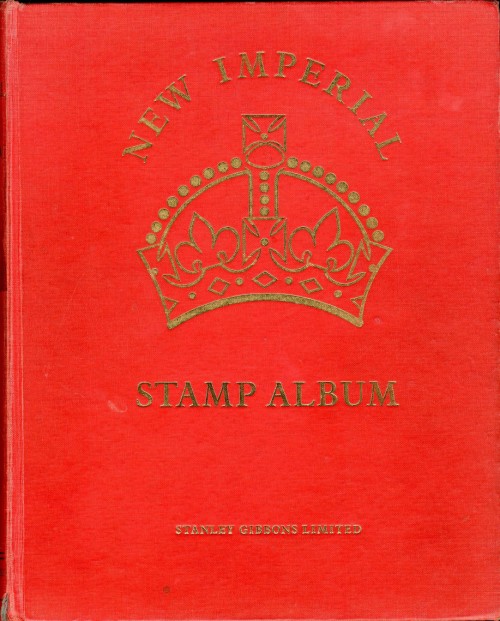 NEW IMPERIAL
STAMP ALBUM
STANLEY GIBBONS LIMITED